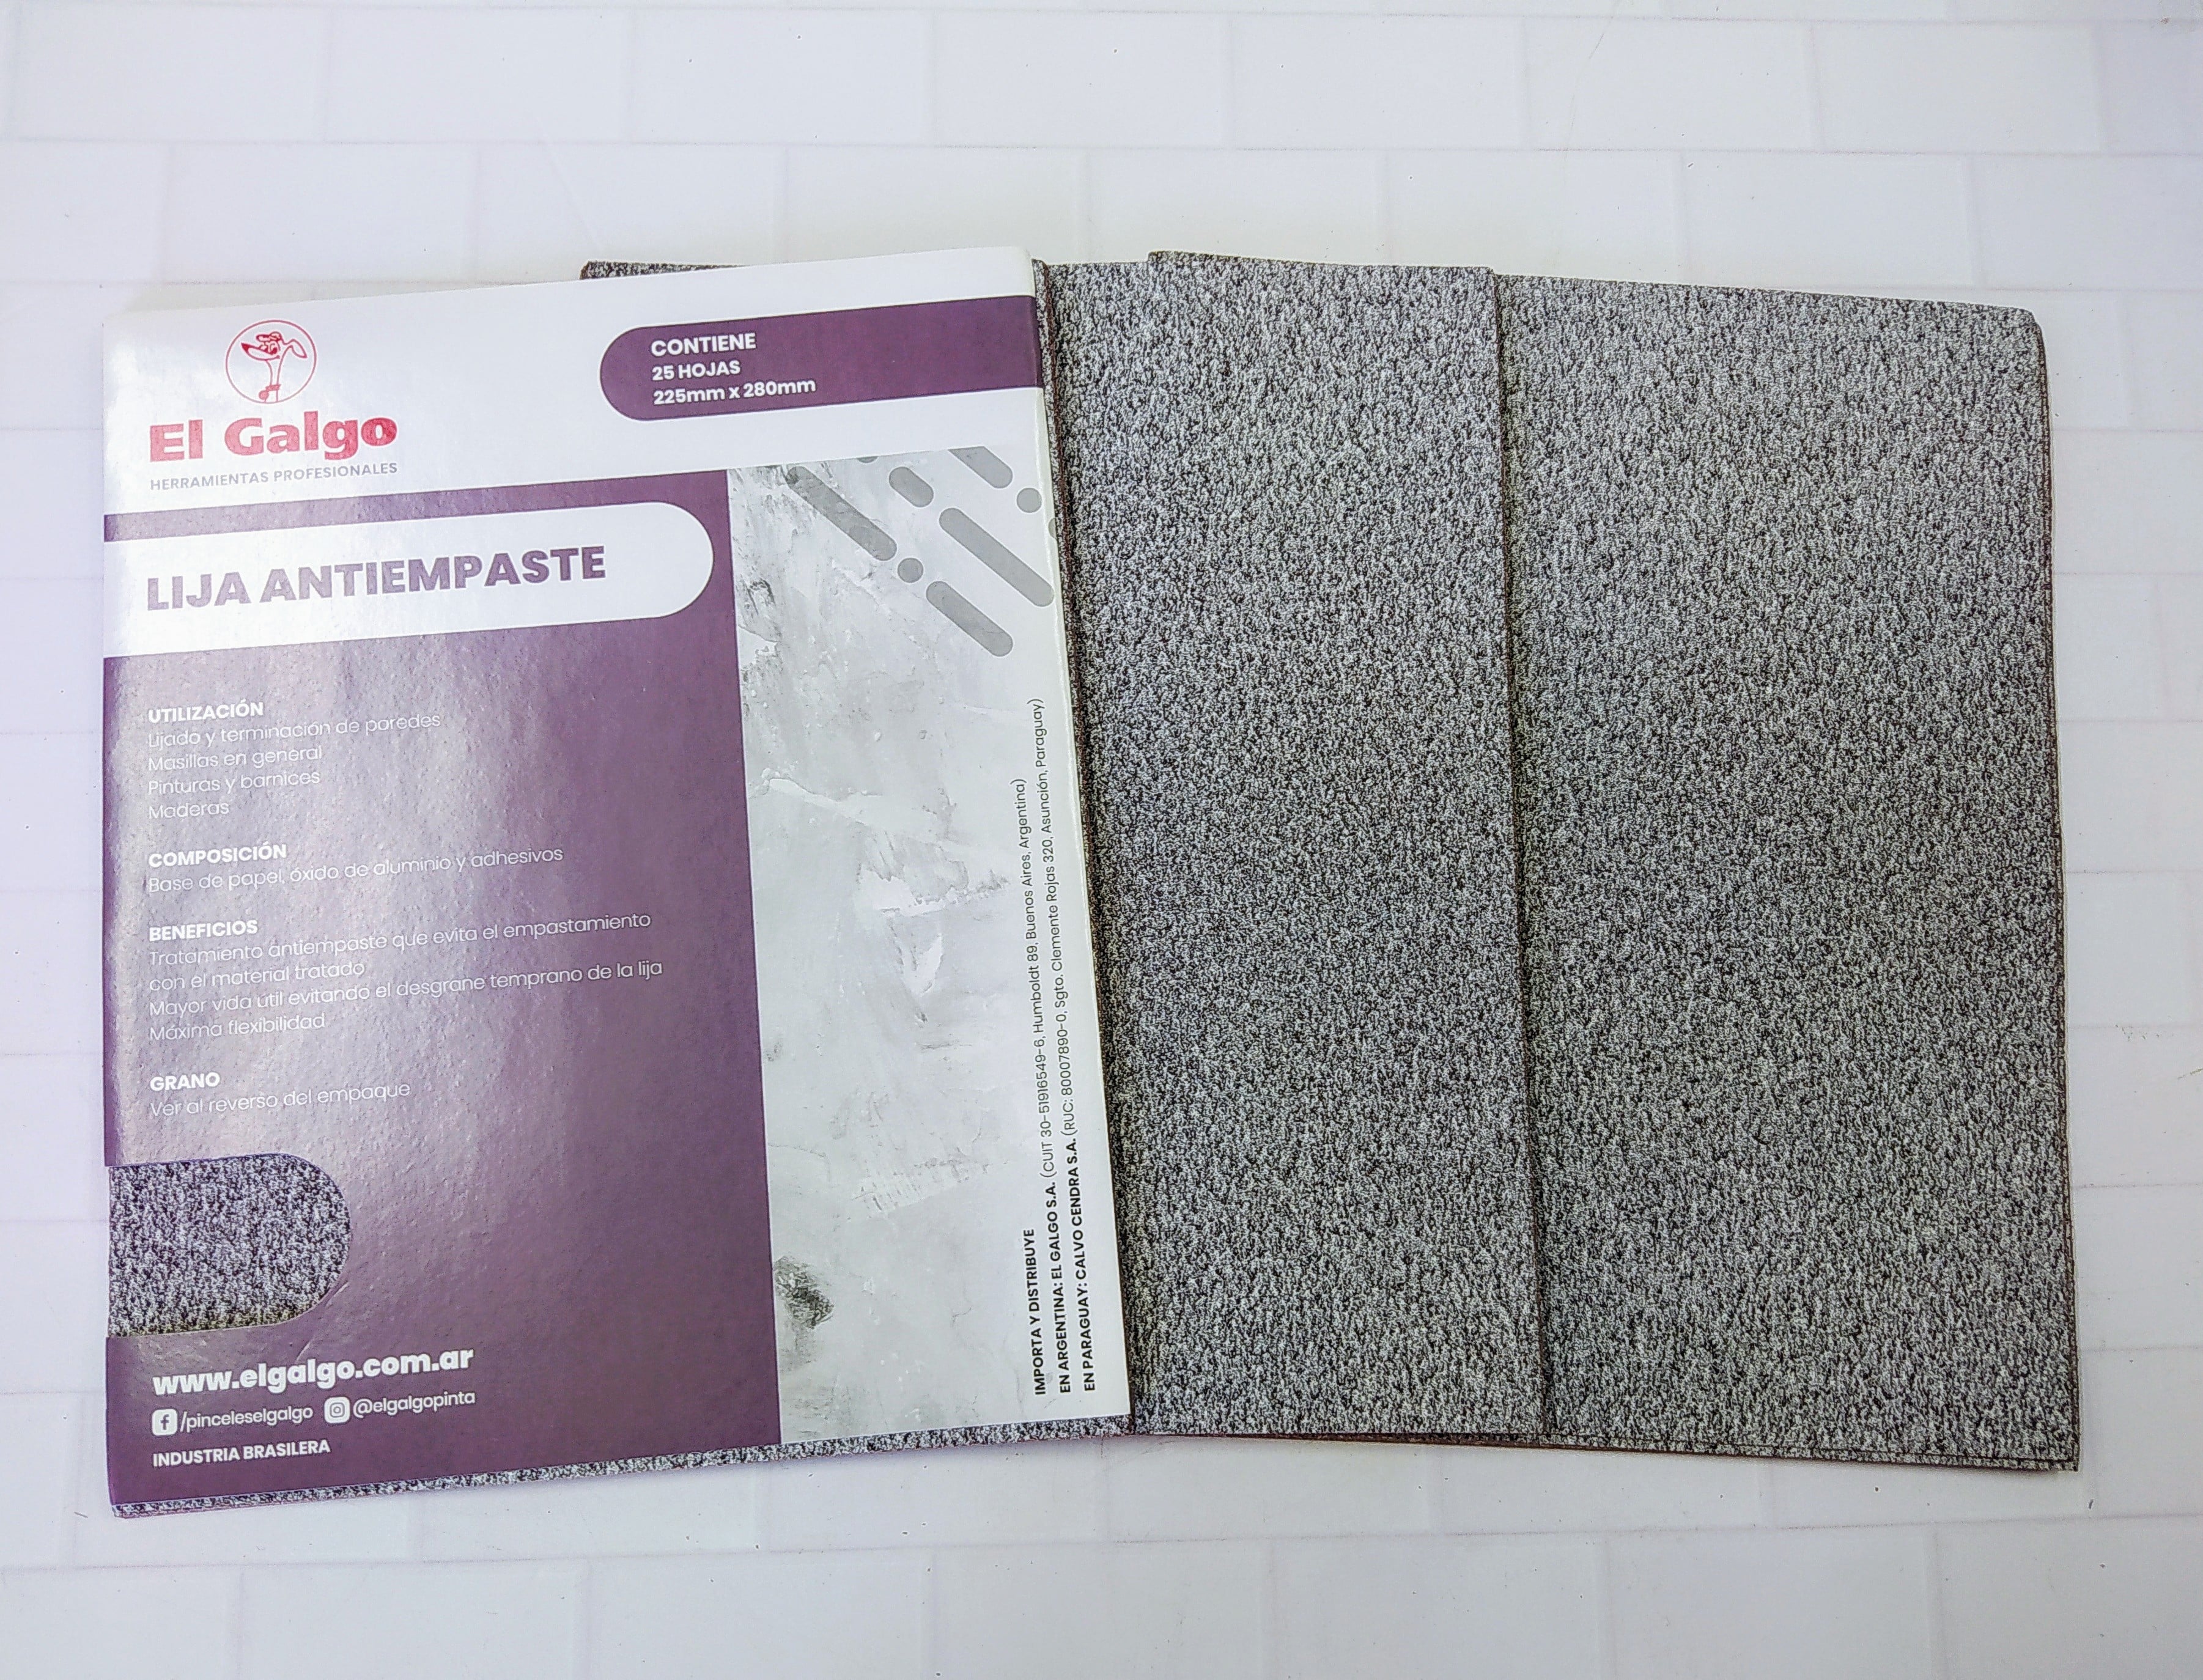 El Galgo
HERRAMIENTAS PROFESIONALES
CONTIENE
25 HOJAS
225mm x 280mm
LIJA ANTIEMPASTE
UTILIZACIÓN
Lijado y terminación de paredes
Masillas en general
Pinturas y barnices
Maderas
COMPOSICIÓN
Base de papel, óxido de aluminio y adhesivos
BENEFICIOS
Tratamiento antiempaste que evita el empastamiento
con el material tratado
Mayor vida útil evitando el desgrane temprano de la lija
Máxima flexibilidad
GRANO
Ver al reverso del empaque
www.elgalgo.com.ar
/pinceleselgalgo @elgalgopinta
INDUSTRIA BRASILERA
IMPORTA Y DISTRIBUYE
EN ARGENTINA: EL GALGO S.A. (CUIT 30-51916549-6, Humboldt 89, Buenos Aires, Argentina)
EN PARAGUAY: CALVO CENDRA S.A. (RUC: 80007890-0, Sgto. Clemente Rojas 320, Asunción, Paraguay)